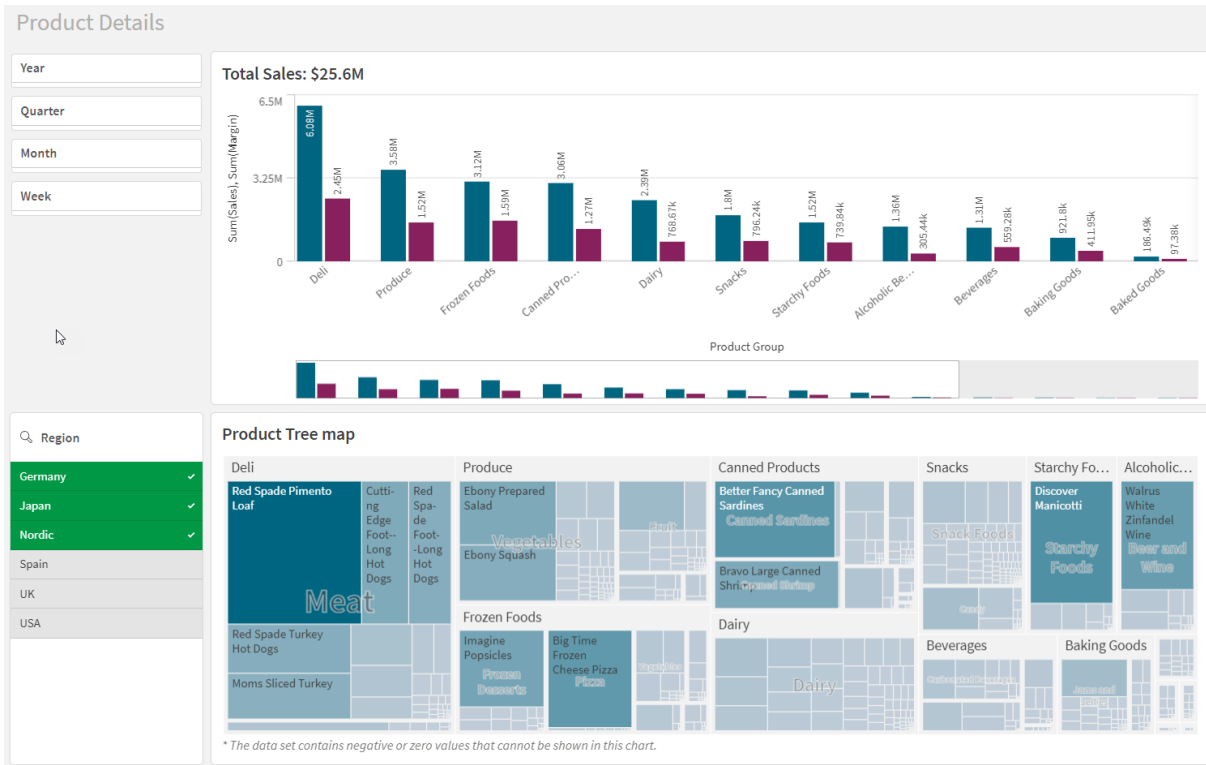 Product Details
Year
Quarter
Month
Week
Total Sales: $25.6M
Sum(Sales), Sum(Margin)
6.5M
3.25M
0
6.08M
2.45M
3.58M
1.52M
3.12M
1.59M
3.06M
1.27M
2.39M
768.67k
1.8M
796.24k
1.52M
739.84k
1.36M
305.44k
1.31M
559.28k
921.8k
411.95k
186.49k
97.38k
Deli
Produce
Frozen Foods
Canned Pro...
Dairy
Snacks
Starchy Foods
Alcoholic Be...
Beverages
Baking Goods
Baked Goods
Product Group
Region
Germany
Japan
Nordic
Spain
UK
USA
Product Tree map
Deli
Red Spade Pimento
Loaf
Cutti-
ng
Edge
Foot--
Long
Hot
Dogs
Red
Spa-
de
Foot-
-Long
Hot
Dogs
Meat
Red Spade Turkey
Hot Dogs
Moms Sliced Turkey
Produce
Ebony Prepared
Salad
Vegetables
Ebony Squash
Fruit
Frozen Foods
Imagine
Popsicles
Frozen
Desserts
Big Time
Frozen
Cheese Pizza
Pizza
Vegetables
Canned Products
Better Fancy Canned
Sardines
Canned Sardines
Bravo Large Canned
Shrimp
Canned Shrimp
Dairy
Dairy
Snacks
Snack Foods
Candy
Starchy Fo...
Discover
Manicotti
Starchy
Foods
Alcoholic...
Walrus
White
Zinfandel
Wine
Beer and
Wine
Beverages
Carbonated Beverages
Baking Goods
Jams and
Jellies
* The data set contains negative or zero values that cannot be shown in this chart.